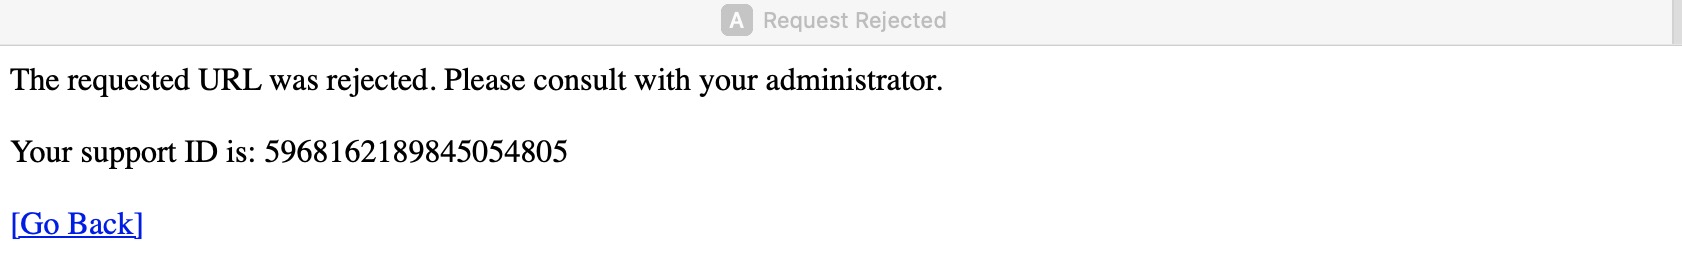 A Request Rejected
The requested URL was rejected. Please consult with your administrator.
Your support ID is: 5968162189845054805
[Go Back]